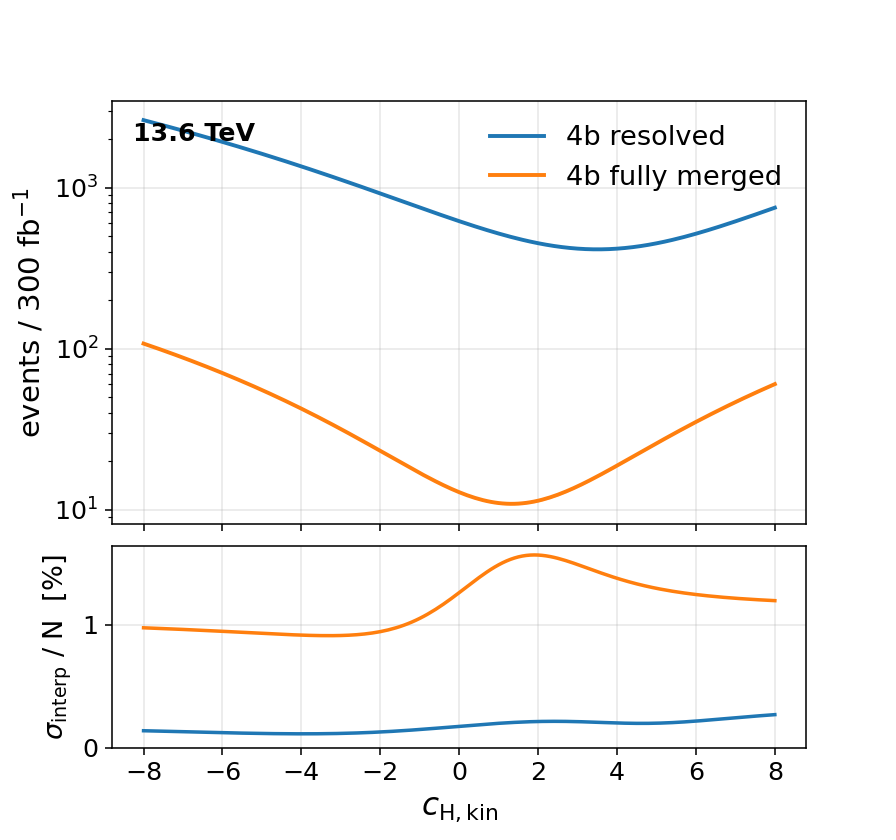 13.6 TeV
4b resolved
4b fully merged
events / 300 fb⁻¹
10³
10²
10¹
σ_interp / N [%]
1
0
−8 −6 −4 −2 0 2 4 6 8
c_H, kin